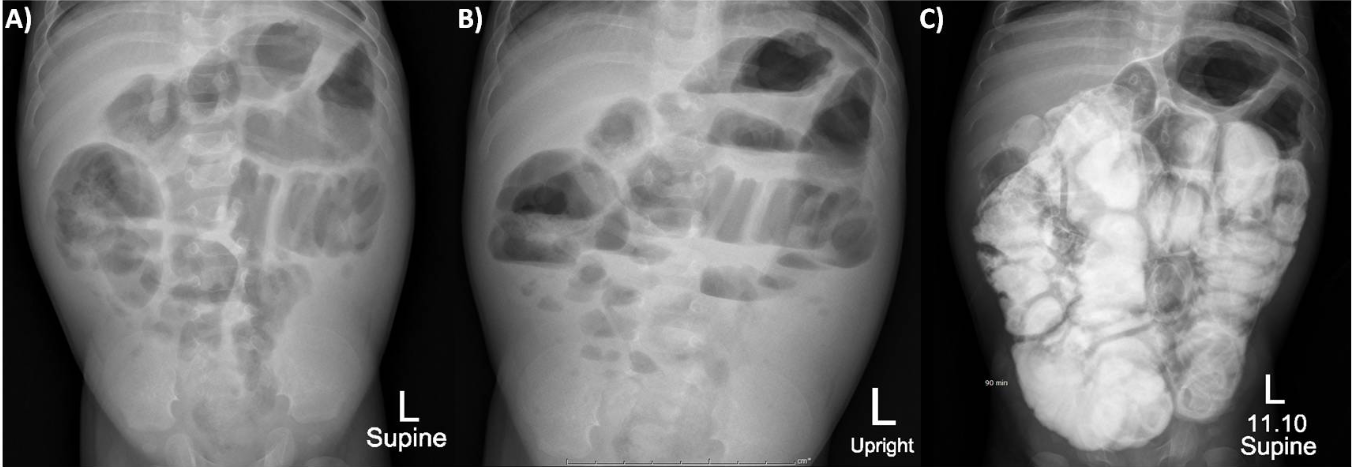 A)
L
Supine
B)
L
Upright
cm
C)
90 min
L
11.10
Supine